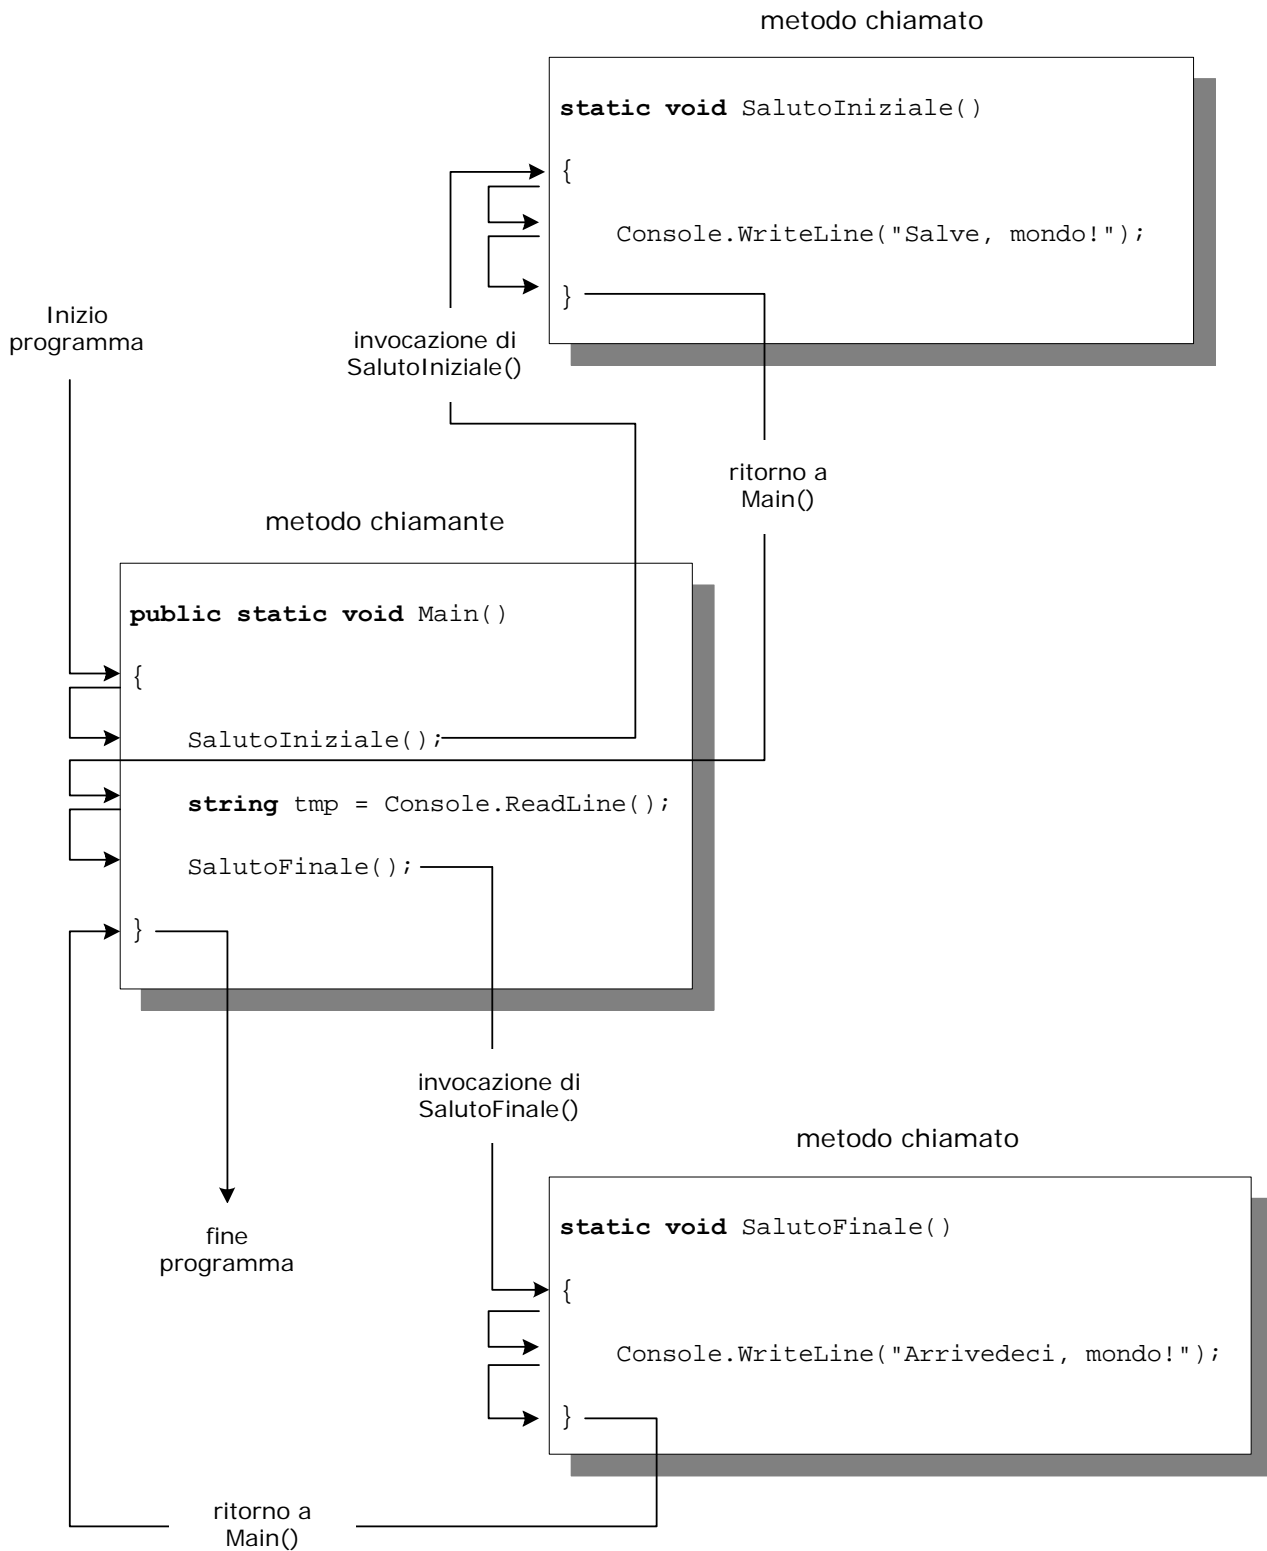 metodo chiamato
static void SalutoIniziale()
{
Console.WriteLine("Salve, mondo!");
}
Inizio
programma
invocazione di
SalutoIniziale()
ritorno a
Main()
metodo chiamante
public static void Main()
{
SalutoIniziale();
string tmp = Console.ReadLine();
SalutoFinale();
}
invocazione di
SalutoFinale()
fine
programma
metodo chiamato
static void SalutoFinale()
{
Console.WriteLine("Arrivedeci, mondo!");
}
ritorno a
Main()